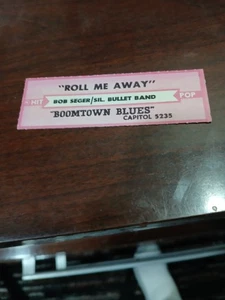 "ROLL ME AWAY"
HIT BOB SEGER/SIL. BULLET BAND POP
"BOOMTOWN BLUES"
CAPITOL 5235